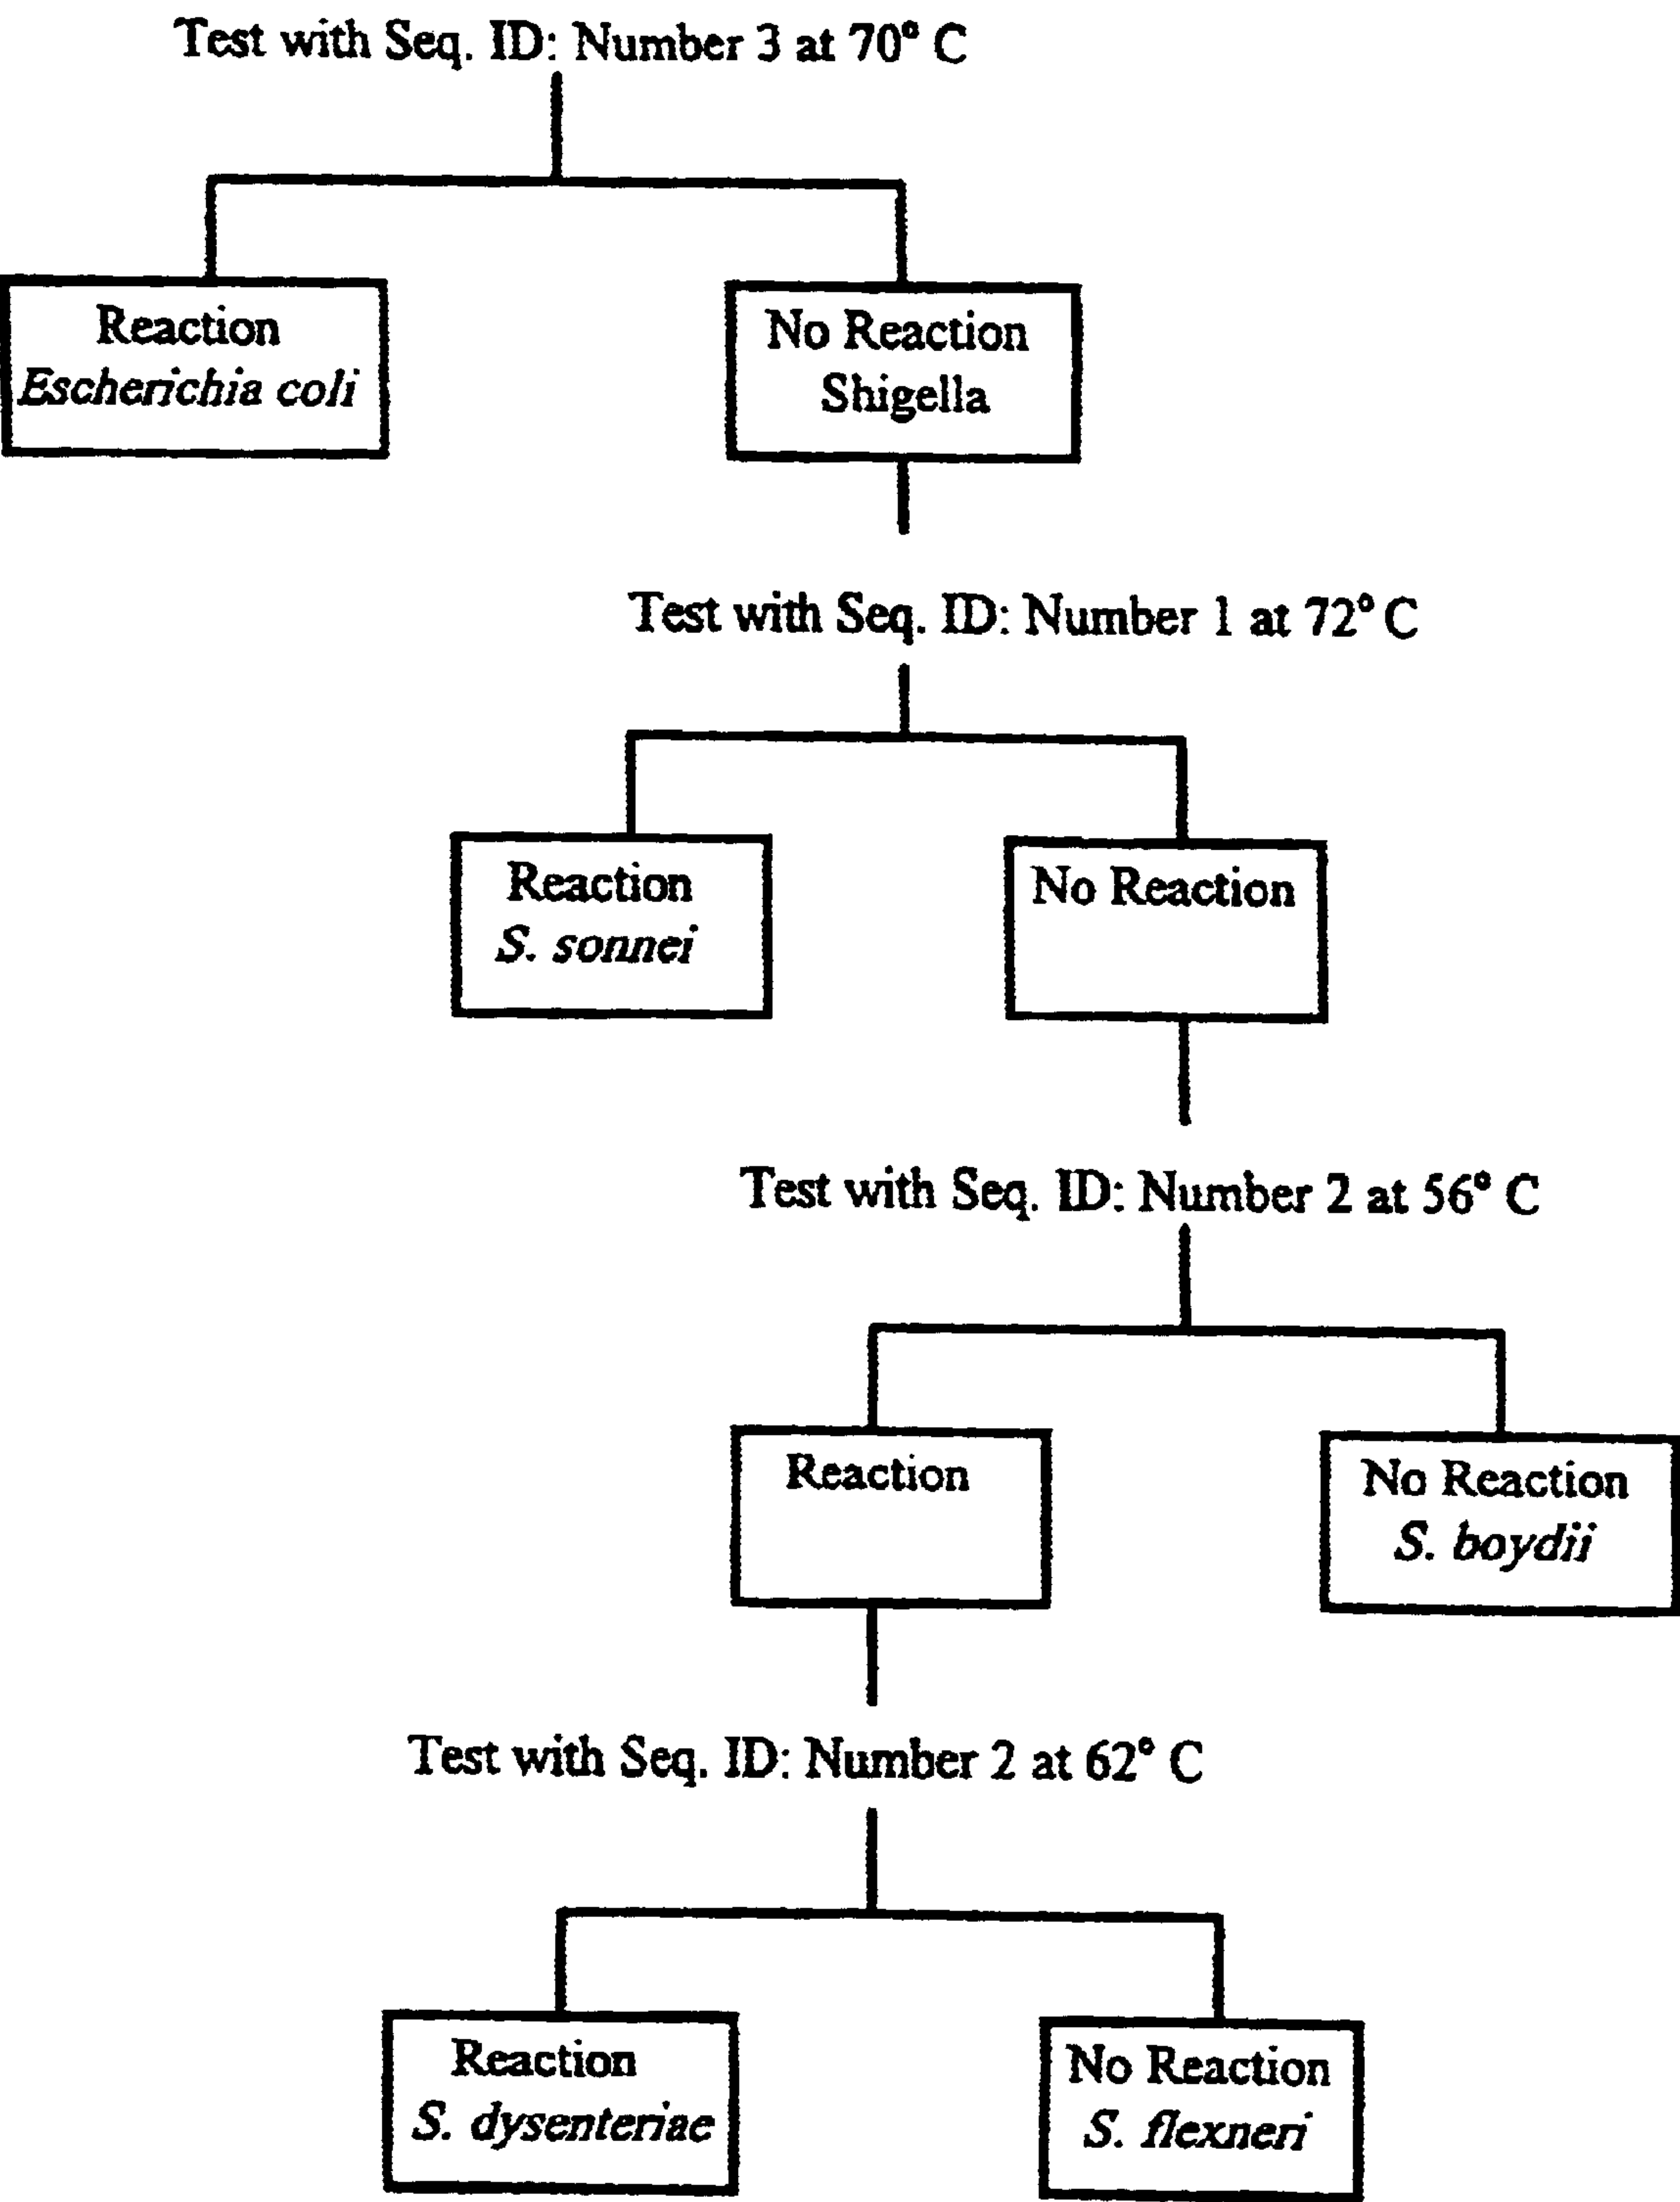 Test with Seq. ID: Number 3 at 70° C
Reaction
Escherichia coli
No Reaction
Shigella
Test with Seq. ID: Number 1 at 72° C
Reaction
S. sonnei
No Reaction
Test with Seq. ID: Number 2 at 56° C
Reaction
No Reaction
S. boydii
Test with Seq. ID: Number 2 at 62° C
Reaction
S. dysenteriae
No Reaction
S. flexneri